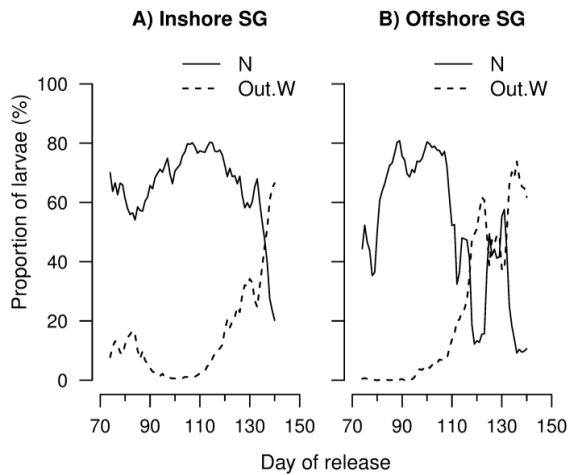 A) Inshore SG
B) Offshore SG
N
Out.W
N
Out.W
Proportion of larvae (%)
100
80
60
40
20
0
70 90 110 130 150
70 90 110 130 150
Day of release